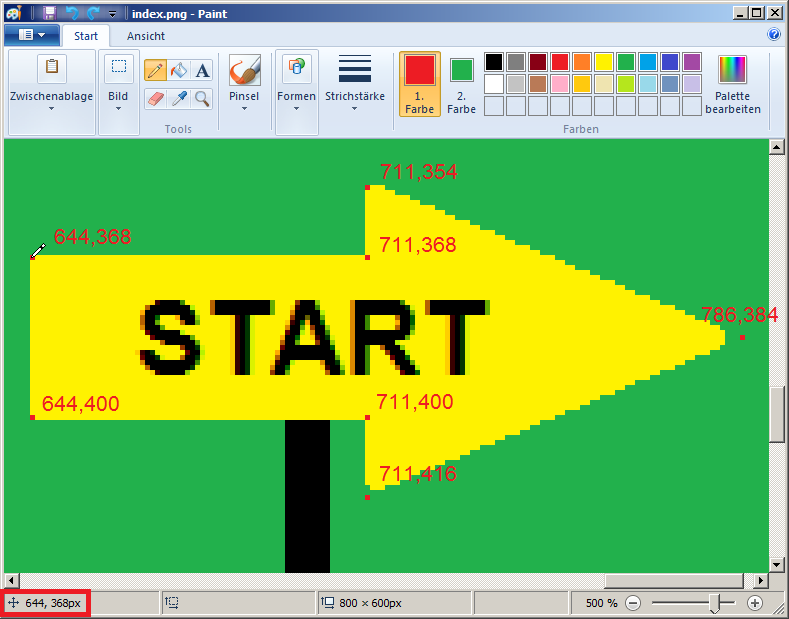 index.png - Paint
Start Ansicht
Zwischenablage
Bild
Tools
Pinsel
Formen
Strichstärke
1.
Farbe
2.
Farbe
Palette
bearbeiten
Farben
A
711,354
644,368
711,368
786,384
START
644,400
711,400
711,416
644, 368px
800 × 600px
500 %